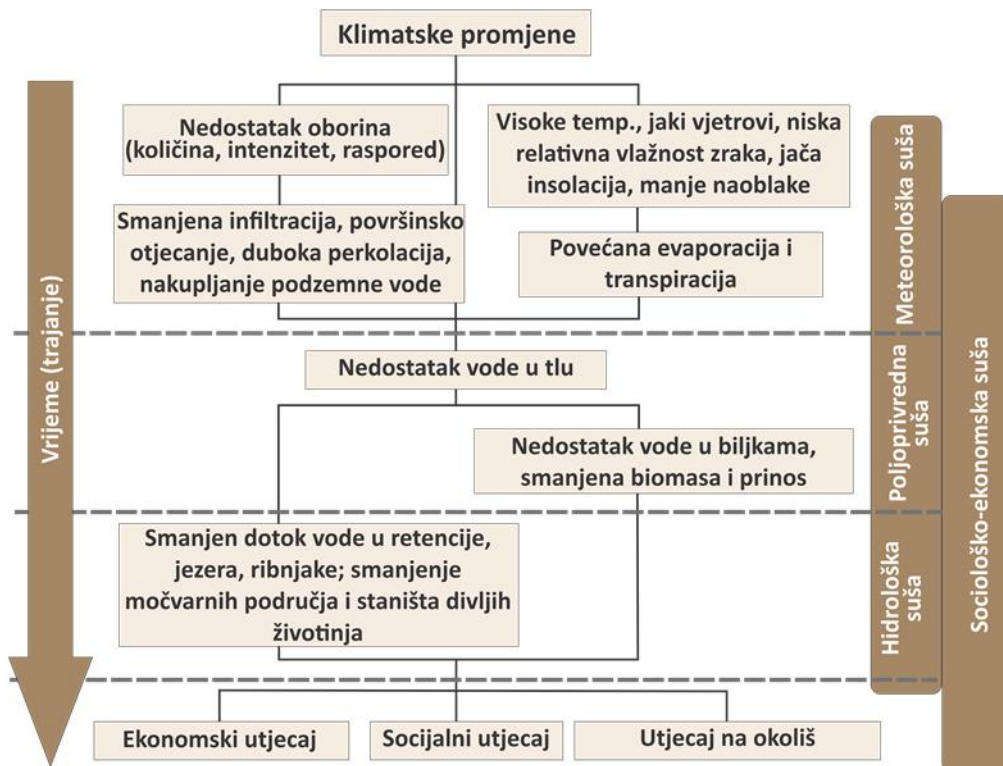 Klimatske promjene
Nedostatak oborina
(količina, intenzitet, raspored)
Visoke temp., jaki vjetrovi, niska
relativna vlažnost zraka, jača
insolacija, manje naoblake
Smanjena infiltracija, površinsko
otjecanje, duboka perkolacija,
nakupljanje podzemne vode
Povećana evaporacija i
transpiracija
Nedostatak vode u tlu
Nedostatak vode u biljkama,
smanjena biomasa i prinos
Smanjen dotok vode u retencije,
jezera, ribnjake; smanjenje
močvarnih područja i staništa divljih
životinja
Ekonomski utjecaj
Socijalni utjecaj
Utjecaj na okoliš
Vrijeme (trajanje)
Meteorološka suša
Poljoprivredna
suša
Hidrološka
suša
Sociološko-ekonomska suša